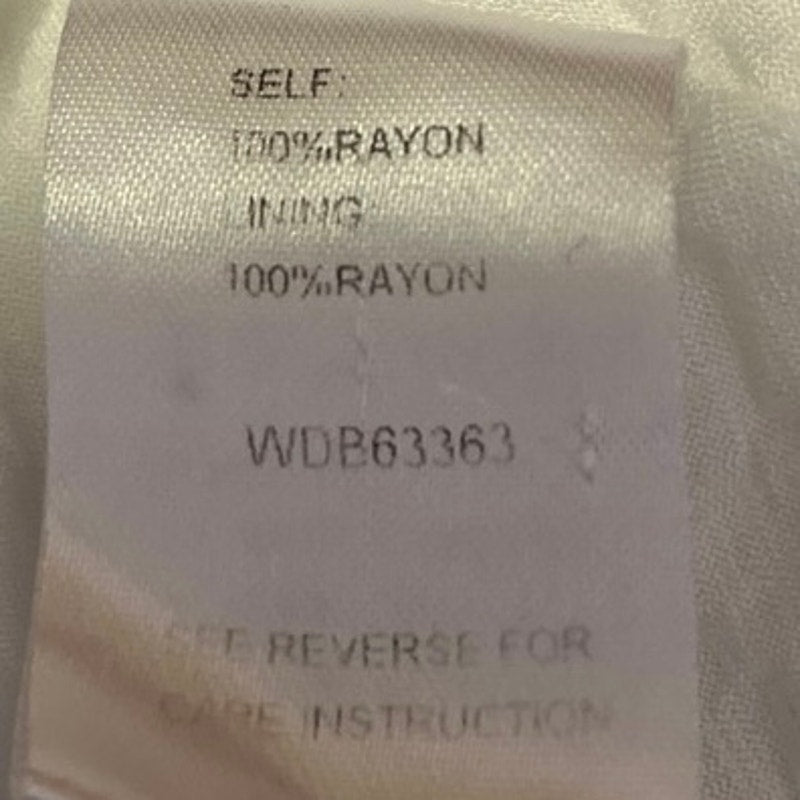 SELF:
100%RAYON
LINING:
100%RAYON
WDB63363
SEE REVERSE FOR
CARE INSTRUCTION